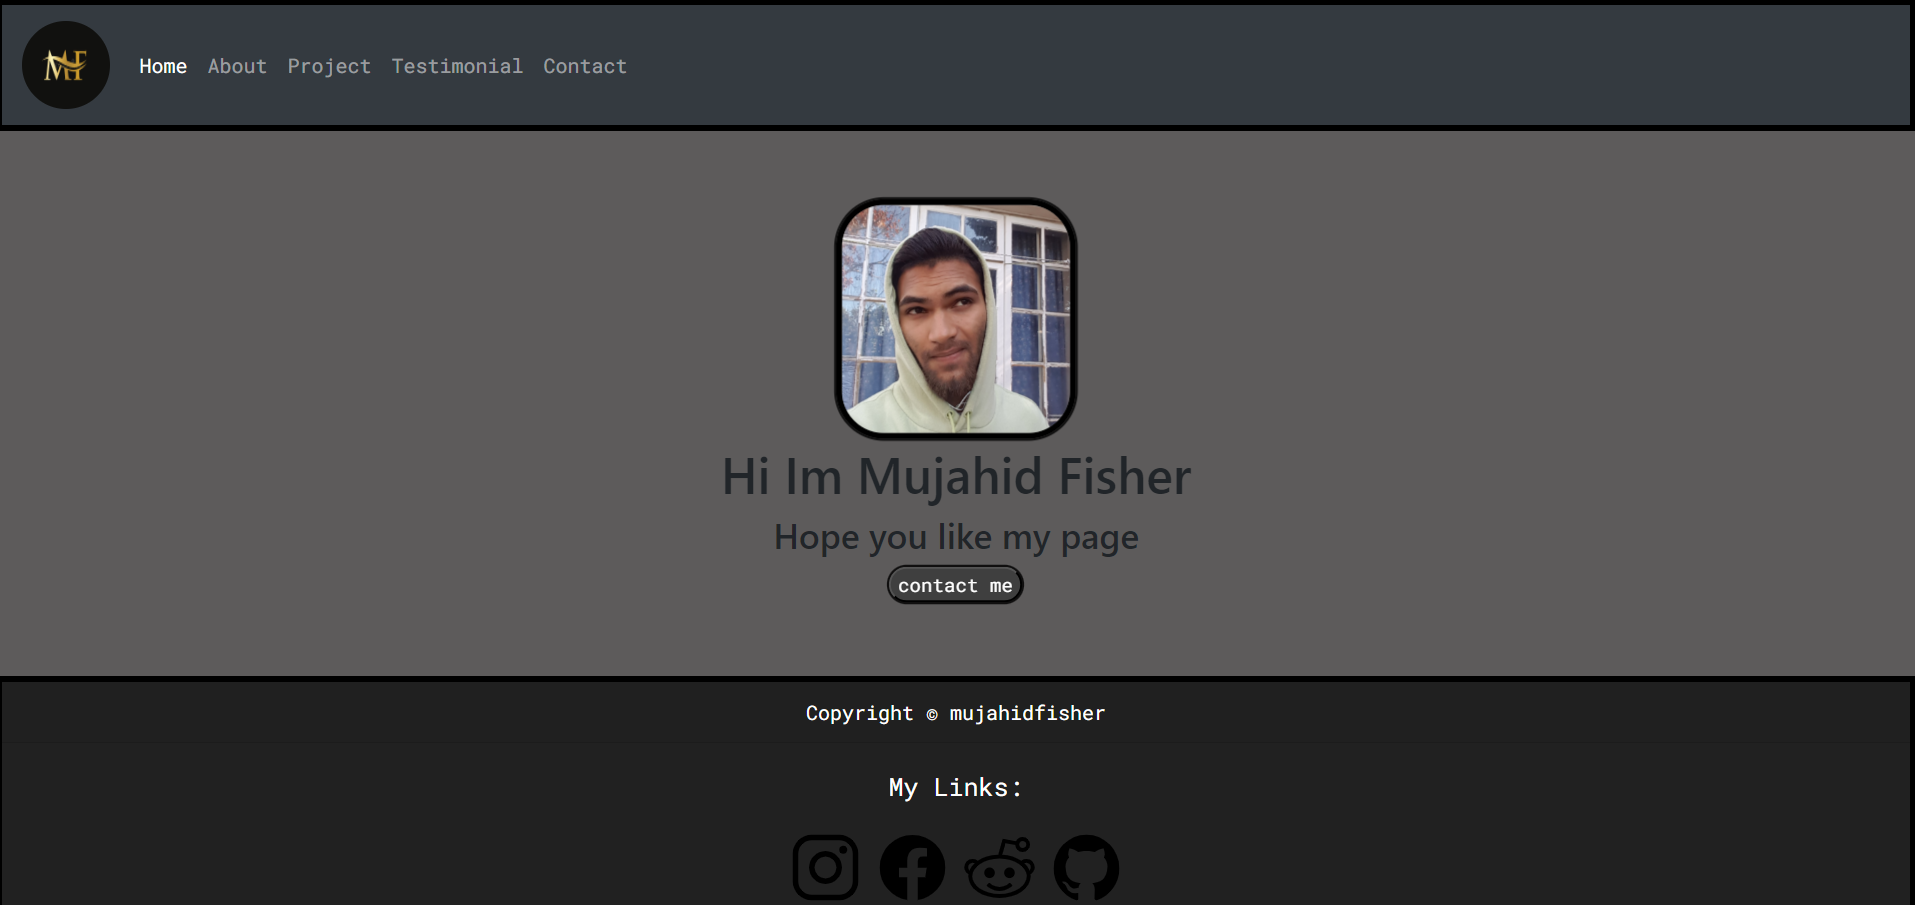 MFH
Home About Project Testimonial Contact
Hi Im Mujahid Fisher
Hope you like my page
contact me
Copyright © mujahidfisher
My Links: